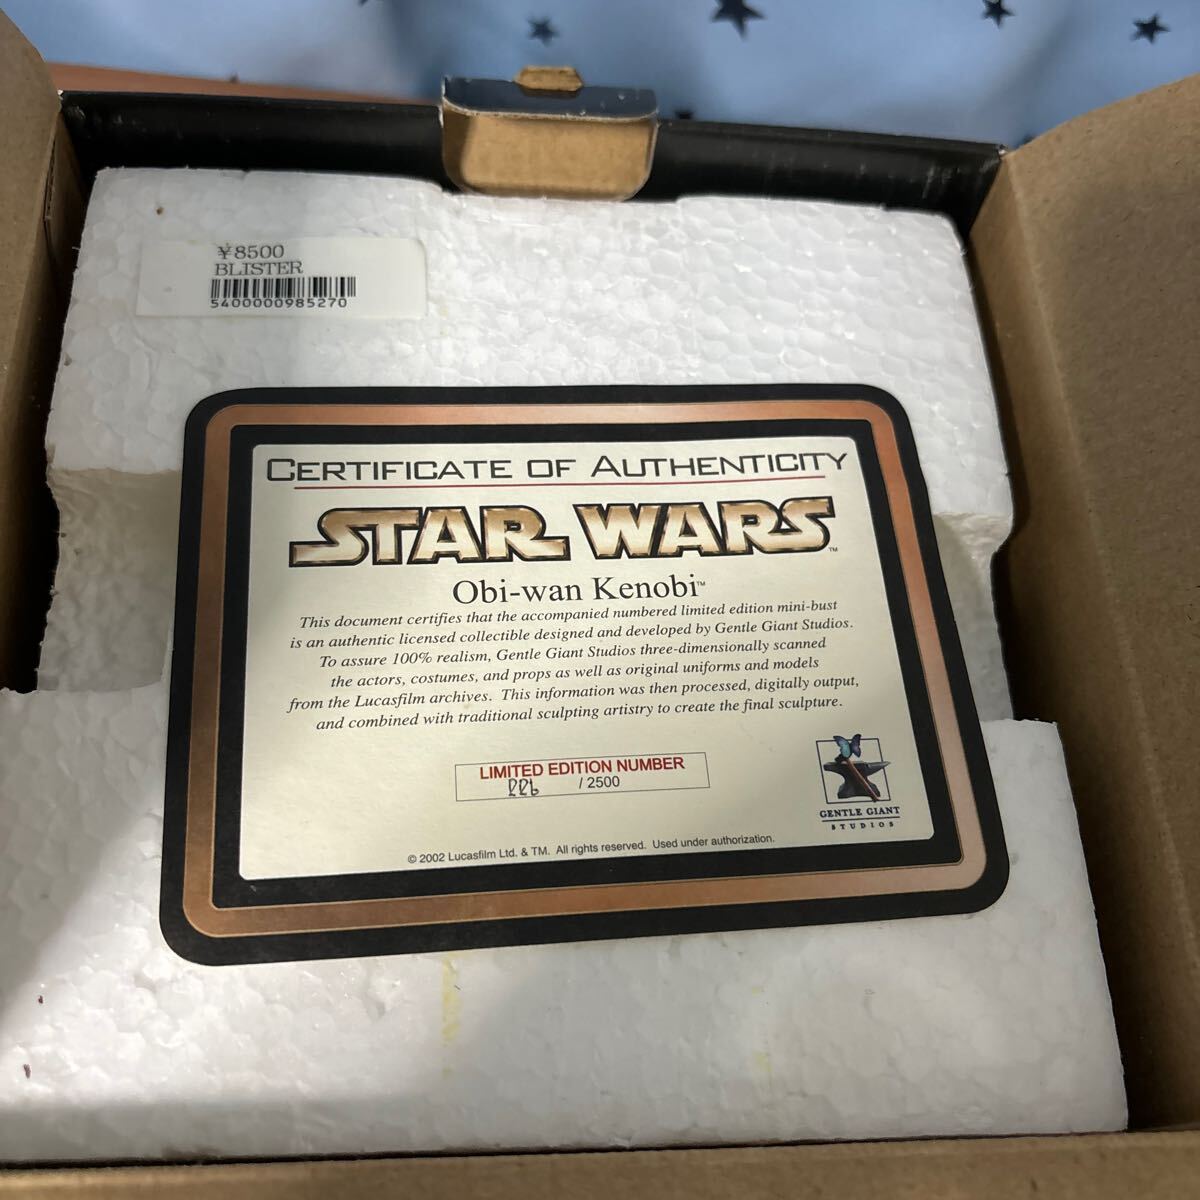 ¥8500
BLISTER
5400000985270
CERTIFICATE OF AUTHENTICITY
STAR WARS™
Obi-wan Kenobi™
This document certifies that the accompanied numbered limited edition mini-bust
is an authentic licensed collectible designed and developed by Gentle Giant Studios.
To assure 100% realism, Gentle Giant Studios three-dimensionally scanned
the actors, costumes, and props as well as original uniforms and models
from the Lucasfilm archives. This information was then processed, digitally output,
and combined with traditional sculpting artistry to create the final sculpture.
LIMITED EDITION NUMBER
/ 2500
GENTLE GIANT
STUDIOS
© 2002 Lucasfilm Ltd. & TM. All rights reserved. Used under authorization.